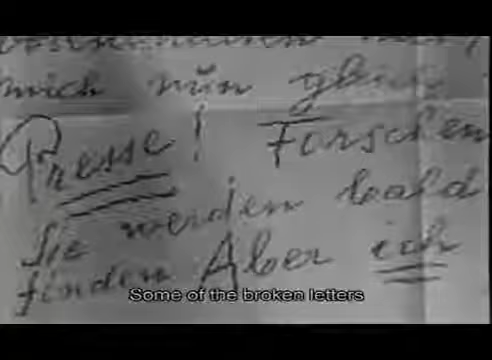 mich nun
Presse! Forschen
Sie werden bald
finden Aber ich
Some of the broken letters